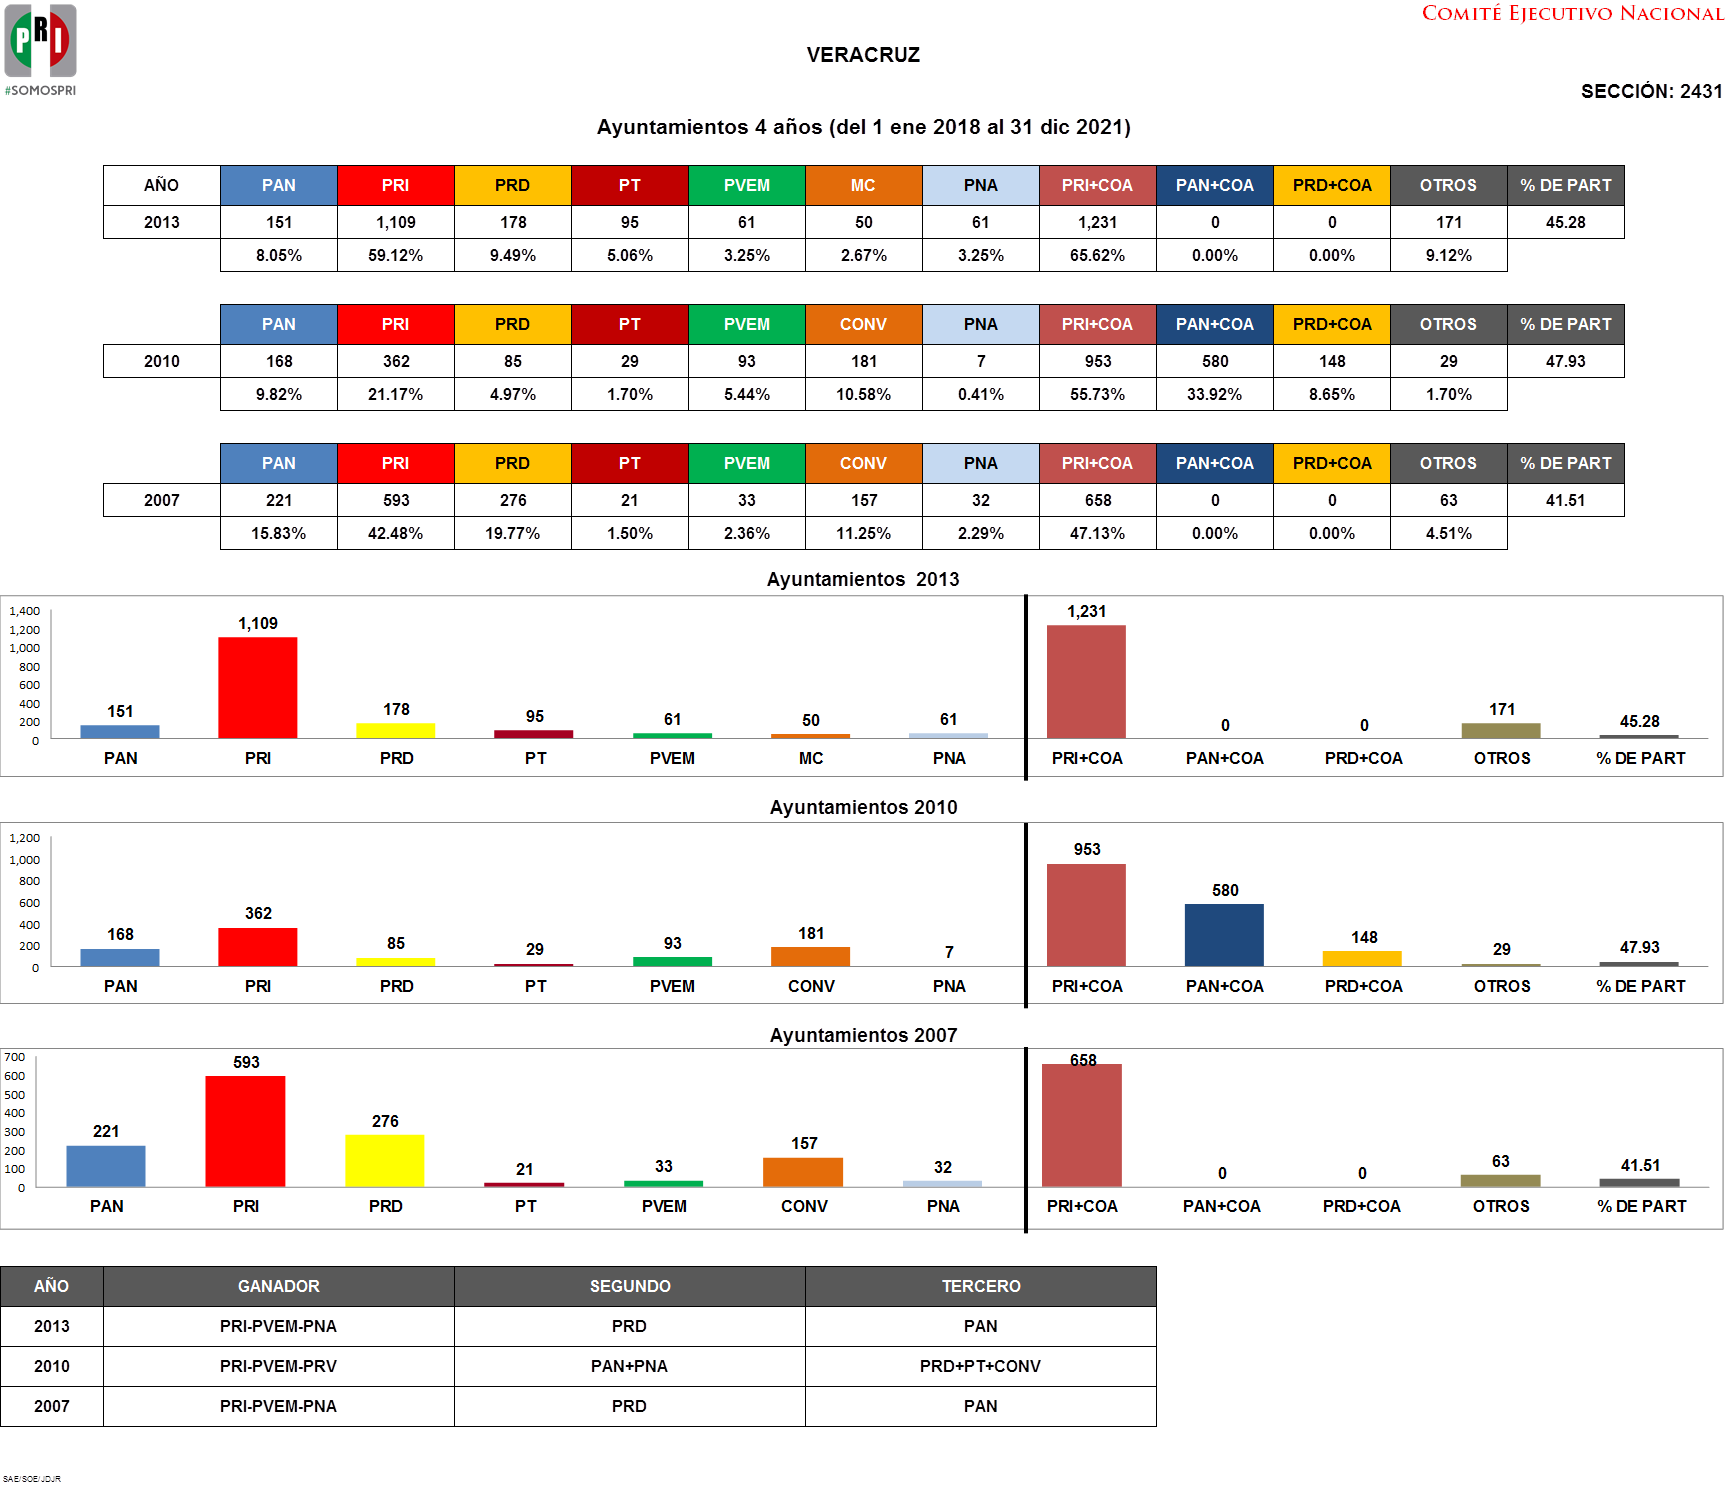 PRI
#SOMOSPRI
COMITÉ EJECUTIVO NACIONAL
VERACRUZ
SECCIÓN: 2431
Ayuntamientos 4 años (del 1 ene 2018 al 31 dic 2021)
AÑO PAN PRI PRD PT PVEM MC PNA PRI+COA PAN+COA PRD+COA OTROS % DE PART
2013 151 1,109 178 95 61 50 61 1,231 0 0 171 45.28
8.05% 59.12% 9.49% 5.06% 3.25% 2.67% 3.25% 65.62% 0.00% 0.00% 9.12%
PAN PRI PRD PT PVEM CONV PNA PRI+COA PAN+COA PRD+COA OTROS % DE PART
2010 168 362 85 29 93 181 7 953 580 148 29 47.93
9.82% 21.17% 4.97% 1.70% 5.44% 10.58% 0.41% 55.73% 33.92% 8.65% 1.70%
PAN PRI PRD PT PVEM CONV PNA PRI+COA PAN+COA PRD+COA OTROS % DE PART
2007 221 593 276 21 33 157 32 658 0 0 63 41.51
15.83% 42.48% 19.77% 1.50% 2.36% 11.25% 2.29% 47.13% 0.00% 0.00% 4.51%
Ayuntamientos 2013
1,400
1,200
1,000
800
600
400
200
0
151 1,109 178 95 61 50 61 1,231 0 0 171 45.28
PAN PRI PRD PT PVEM MC PNA PRI+COA PAN+COA PRD+COA OTROS % DE PART
Ayuntamientos 2010
1,200
1,000
800
600
400
200
0
168 362 85 29 93 181 7 953 580 148 29 47.93
PAN PRI PRD PT PVEM CONV PNA PRI+COA PAN+COA PRD+COA OTROS % DE PART
Ayuntamientos 2007
700
600
500
400
300
200
100
0
221 593 276 21 33 157 32 658 0 0 63 41.51
PAN PRI PRD PT PVEM CONV PNA PRI+COA PAN+COA PRD+COA OTROS % DE PART
AÑO GANADOR SEGUNDO TERCERO
2013 PRI-PVEM-PNA PRD PAN
2010 PRI-PVEM-PRV PAN+PNA PRD+PT+CONV
2007 PRI-PVEM-PNA PRD PAN
SAE/SOE/JDJR